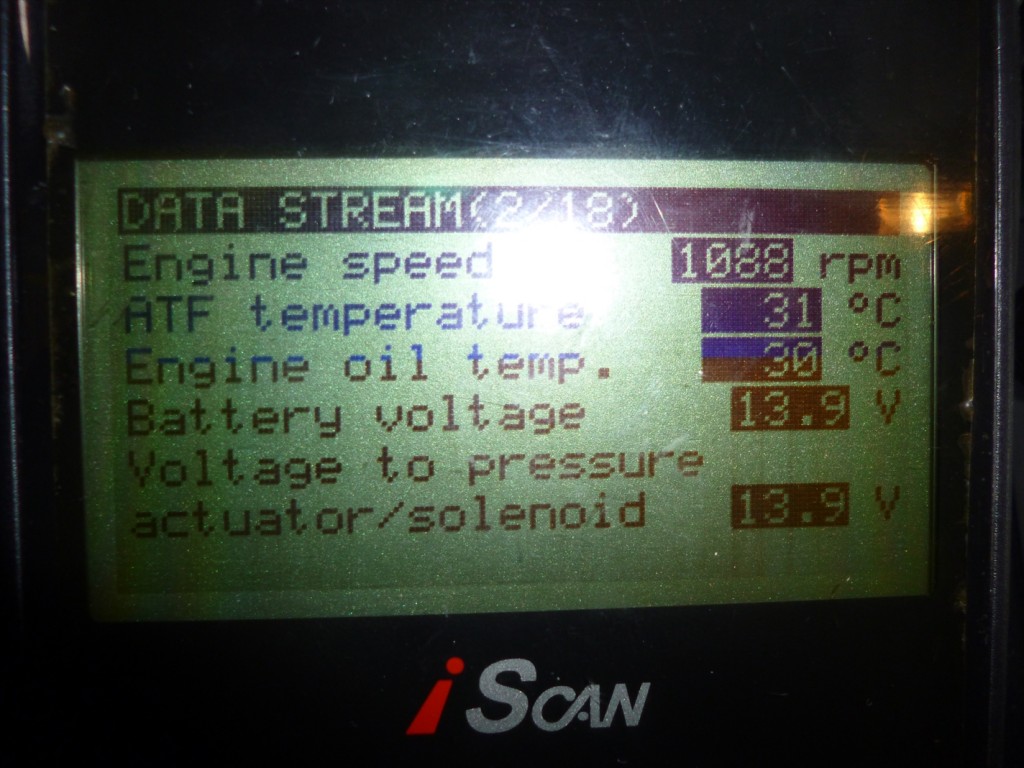 DATA STREAM(2/18)
Engine speed 1088 rpm
ATF temperature 31 °C
Engine oil temp. 30 °C
Battery voltage 13.9 V
Voltage to pressure
actuator/solenoid 13.9 V
iSCAN